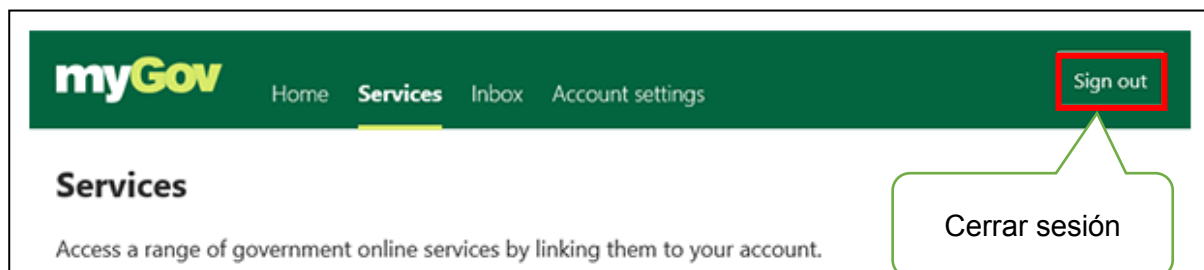 myGov Home Services Inbox Account settings Sign out
Services
Cerrar sesión
Access a range of government online services by linking them to your account.